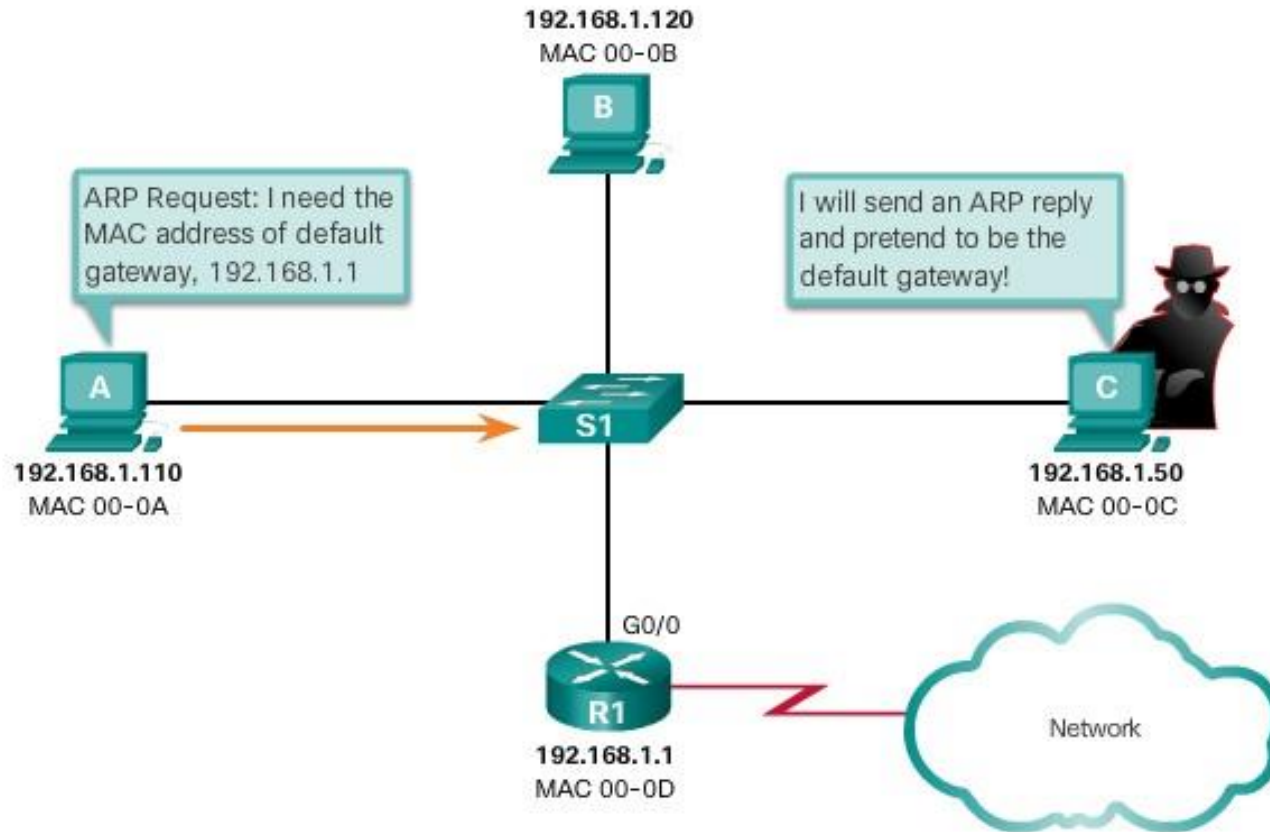 192.168.1.120
MAC 00-0B
B
ARP Request: I need the
MAC address of default
gateway, 192.168.1.1
I will send an ARP reply
and pretend to be the
default gateway!
A
S1
C
192.168.1.110
MAC 00-0A
192.168.1.50
MAC 00-0C
G0/0
R1
Network
192.168.1.1
MAC 00-0D